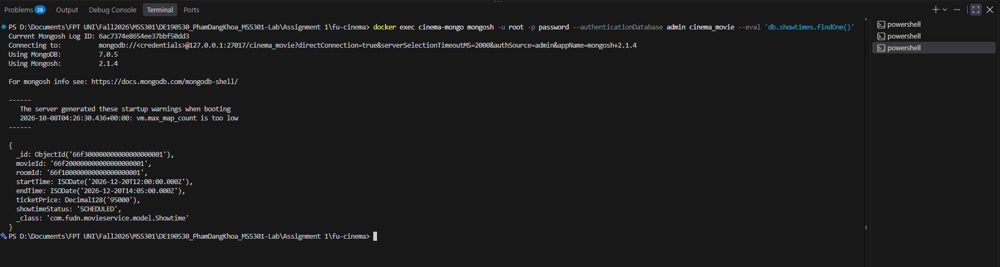 Problems 36 Output Debug Console Terminal Ports
PS D:\Documents\FPT UNI\Fall2026\MSS301\DE190530_PhamDangKhoa_MSS301-Lab\Assignment 1\fu-cinema> docker exec cinema-mongo mongosh -u root -p password --authenticationDatabase admin cinema_movie --eval 'db.showtimes.findOne()'
Current Mongosh Log ID: 6ac7374e8654ee37bbf50dd3
Connecting to: mongodb://<credentials>@127.0.0.1:27017/cinema_movie?directConnection=true&serverSelectionTimeoutMS=2000&authSource=admin&appName=mongosh+2.1.4
Using MongoDB: 7.0.5
Using Mongosh: 2.1.4
For mongosh info see: https://docs.mongodb.com/mongodb-shell/
------
The server generated these startup warnings when booting
2026-10-08T04:26:30.436+00:00: vm.max_map_count is too low
------
{
_id: ObjectId('66f300000000000000000001'),
movieId: '66f200000000000000000001',
roomId: '66f100000000000000000001',
startTime: ISODate('2026-12-20T12:00:00.000Z'),
endTime: ISODate('2026-12-20T14:05:00.000Z'),
ticketPrice: Decimal128('95000'),
showtimeStatus: 'SCHEDULED',
_class: 'com.fudn.movieservice.model.Showtime'
}
PS D:\Documents\FPT UNI\Fall2026\MSS301\DE190530_PhamDangKhoa_MSS301-Lab\Assignment 1\fu-cinema>
powershell
powershell
powershell